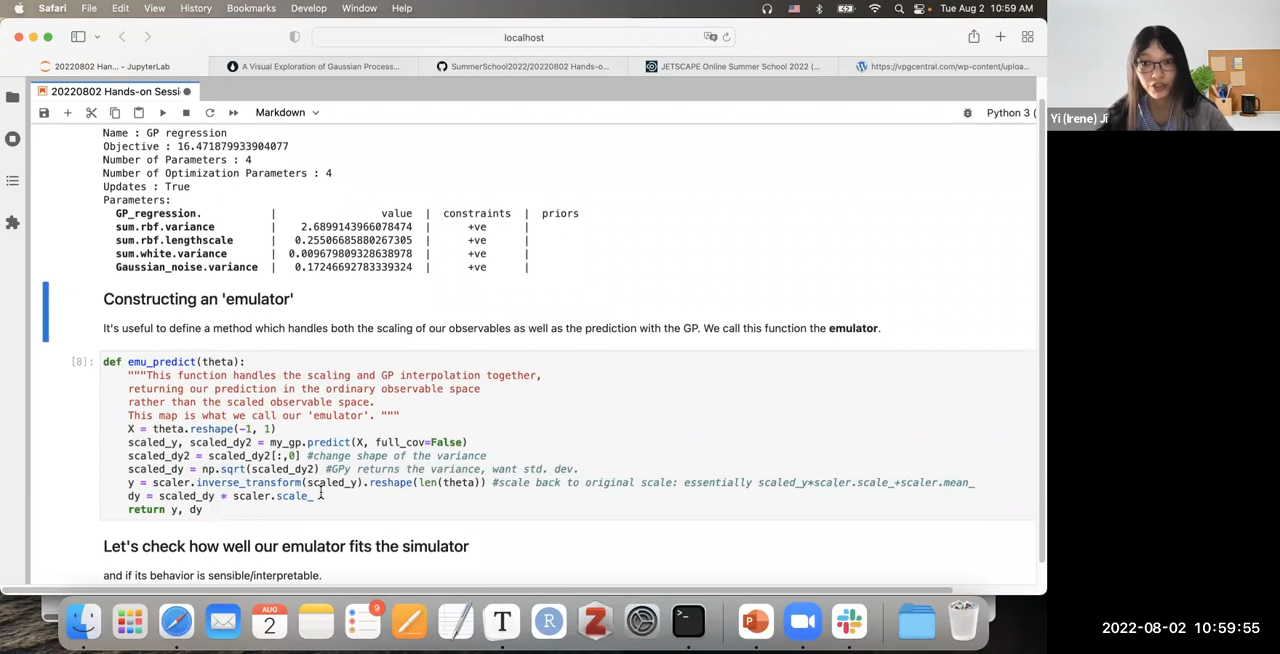 Safari File Edit View History Bookmarks Develop Window Help Tue Aug 2 10:59 AM
localhost
20220802 Han... - JupyterLab A Visual Exploration of Gaussian Process... SummerSchool2022/20220802 Hands-o... JETSCAPE Online Summer School 2022 (... https://vpgcentral.com/wp-content/uploa...
20220802 Hands-on Sessi
Markdown Python 3 (
Name : GP regression
Objective : 16.471879933904077
Number of Parameters : 4
Number of Optimization Parameters : 4
Updates : True
Parameters:
GP_regression. | value | constraints | priors
sum.rbf.variance | 2.6899143966078474 | +ve |
sum.rbf.lengthscale | 0.25506685880267305 | +ve |
sum.white.variance | 0.009679809328638978 | +ve |
Gaussian_noise.variance | 0.17246692783339324 | +ve |
Constructing an 'emulator'
It's useful to define a method which handles both the scaling of our observables as well as the prediction with the GP. We call this function the emulator.
[8]: def emu_predict(theta):
"""This function handles the scaling and GP interpolation together,
returning our prediction in the ordinary observable space
rather than the scaled observable space.
This map is what we call our 'emulator'. """
X = theta.reshape(-1, 1)
scaled_y, scaled_dy2 = my_gp.predict(X, full_cov=False)
scaled_dy2 = scaled_dy2[:,0] #change shape of the variance
scaled_dy = np.sqrt(scaled_dy2) #GPy returns the variance, want std. dev.
y = scaler.inverse_transform(scaled_y).reshape(len(theta)) #scale back to original scale: essentially scaled_y*scaler.scale_+scaler.mean_
dy = scaled_dy * scaler.scale_
return y, dy
Let's check how well our emulator fits the simulator
and if its behavior is sensible/interpretable.
AUG
2
9
T
R
Z
P
Yi (Irene) Ji
2022-08-02 10:59:55